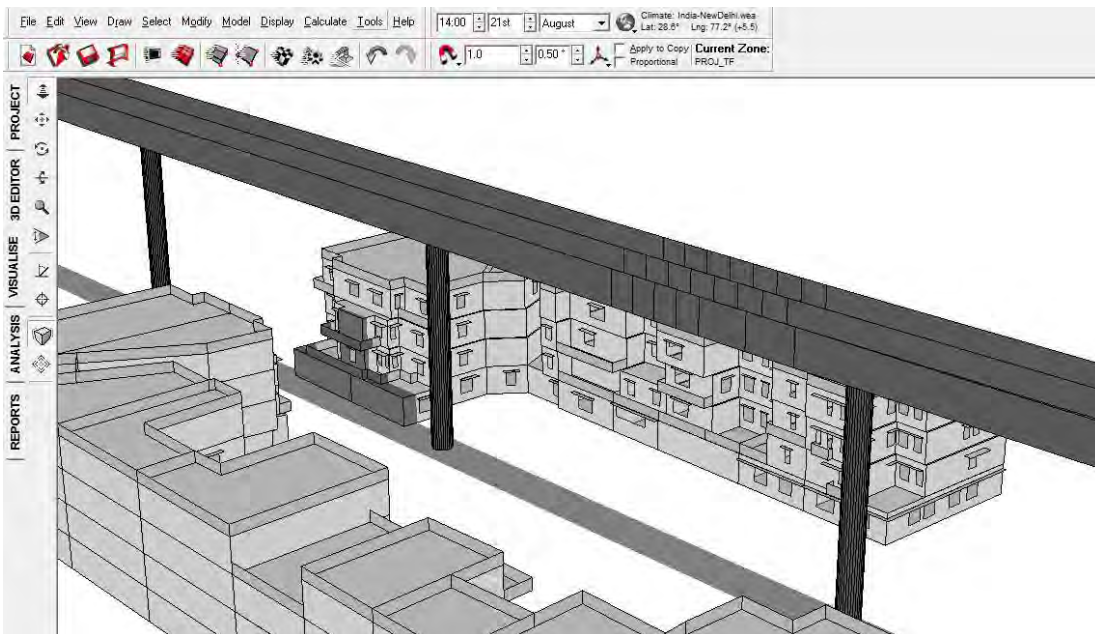 File Edit View Draw Select Modify Model Display Calculate Tools Help
14:00 21st August Climate: India-NewDelhi.wea
Lat: 28.6° Lng: 77.2° (+5.5)
1.0 0.50 ° Apply to Copy Current Zone:
Proportional PROJ_TF
PROJECT
3D EDITOR
VISUALISE
ANALYSIS
REPORTS